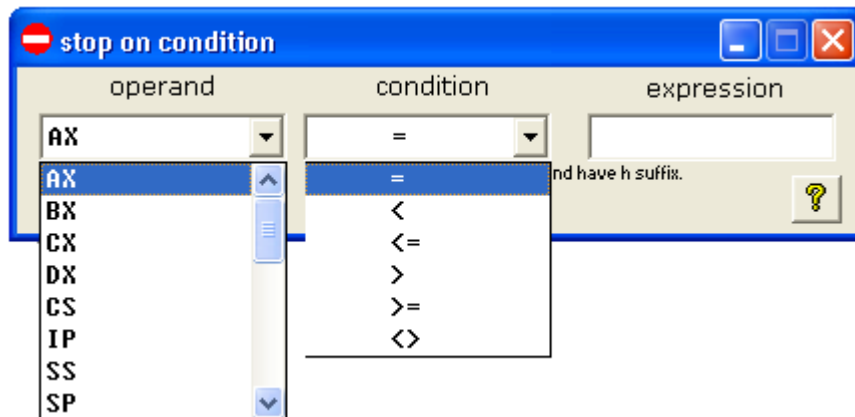 stop on condition
operand condition expression
AX =
AX = nd have h suffix.
BX <
CX <=
DX >
CS >=
IP <>
SS
SP